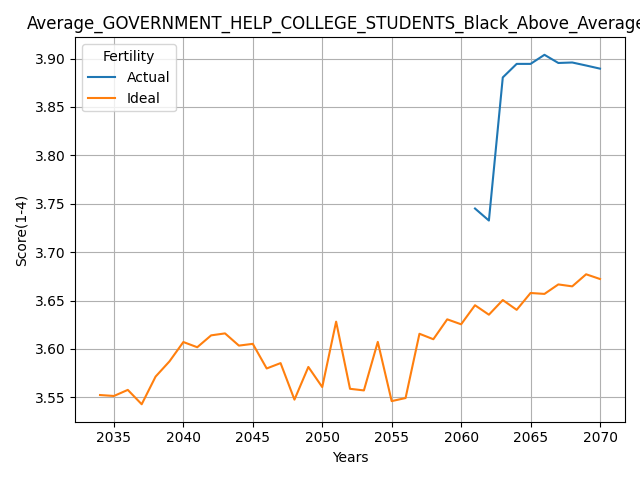 Average_GOVERNMENT_HELP_COLLEGE_STUDENTS_Black_Above_Average
Fertility
Actual
Ideal
3.90
3.85
3.80
3.75
3.70
3.65
3.60
3.55
Score(1-4)
2035 2040 2045 2050 2055 2060 2065 2070
Years